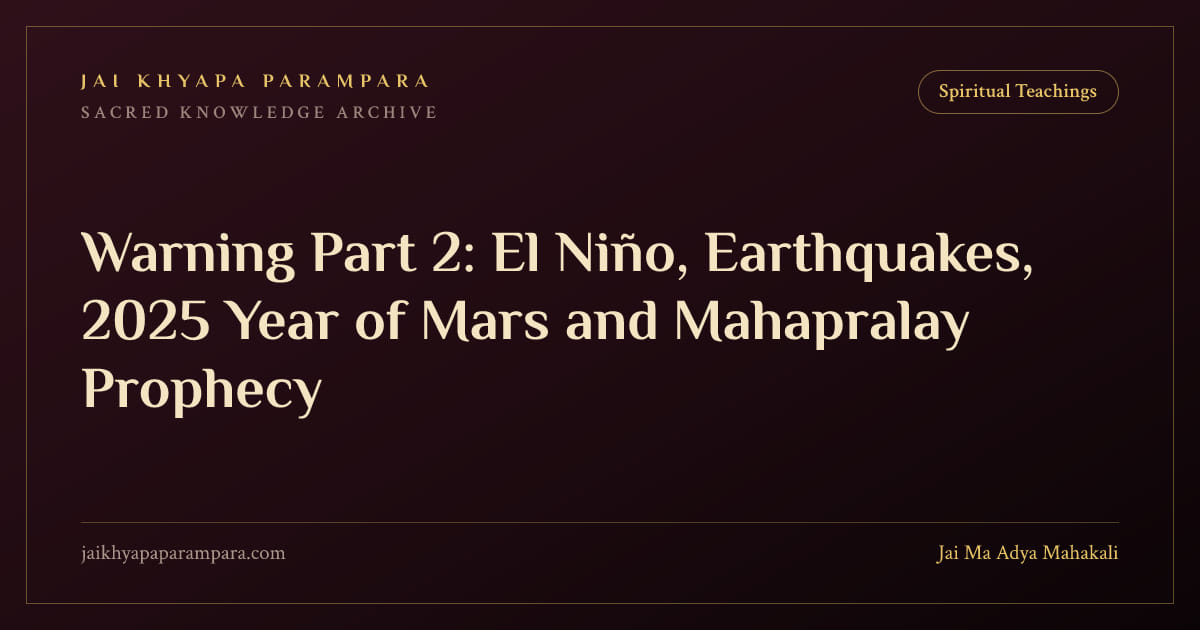 JAI KHYAPA PARAMPARA
SACRED KNOWLEDGE ARCHIVE
Spiritual Teachings
Warning Part 2: El Niño, Earthquakes,
2025 Year of Mars and Mahapralay
Prophecy
jaikhyapaparampara.com
Jai Ma Adya Mahakali